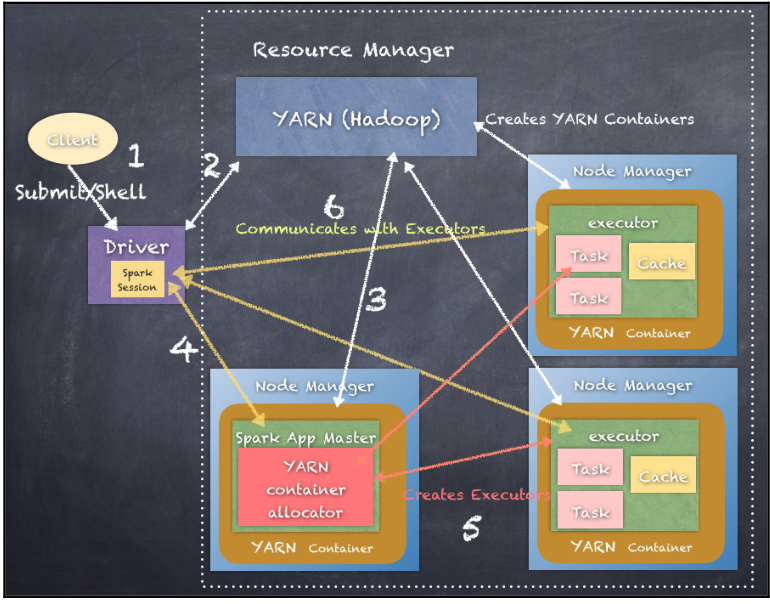 Resource Manager
YARN (Hadoop)
Creates YARN Containers
Client
1
2
Submit/Shell
Node Manager
6
executor
Communicates with Executors
Driver
Task
Cache
Spark
Session
Task
3
YARN Container
4
Node Manager
Node Manager
Spark App Master
executor
YARN
container
allocator
Task
Cache
Creates Executors
Task
5
YARN Container
YARN Container